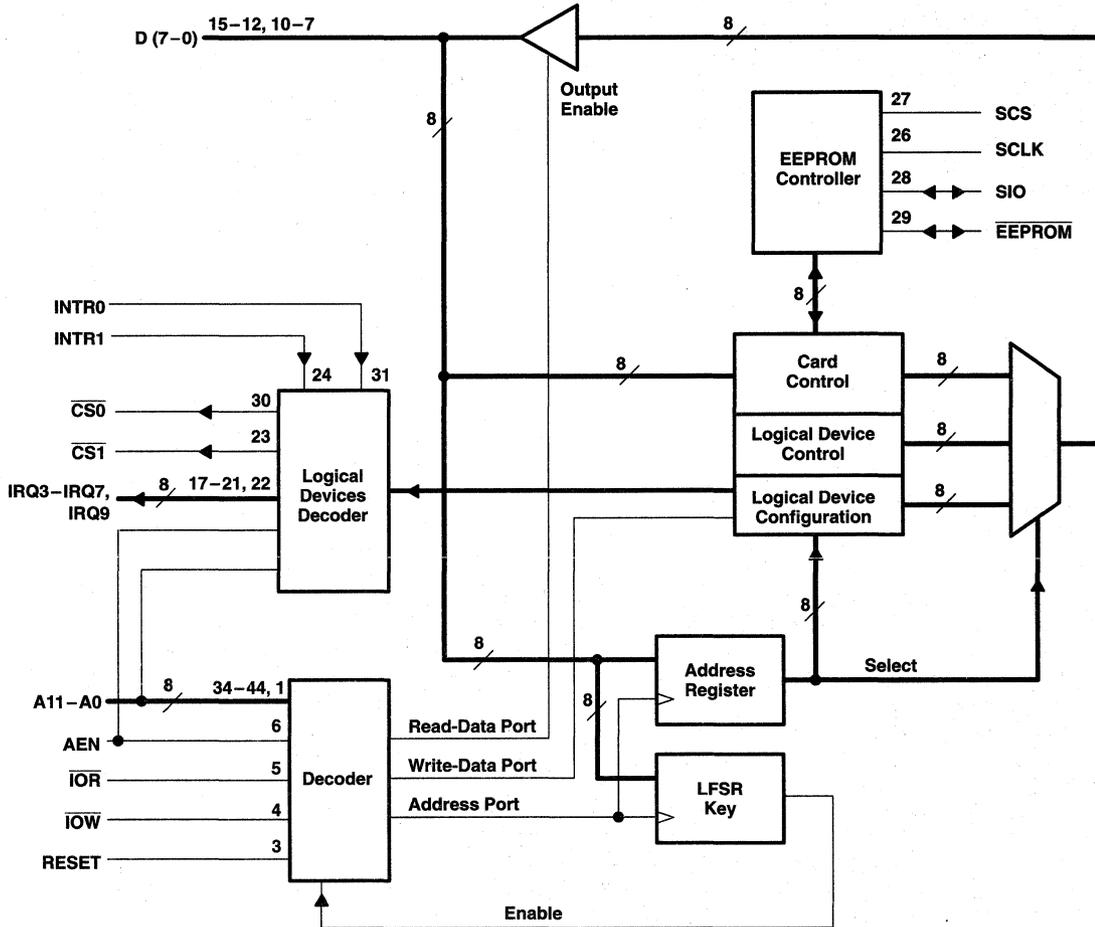 15–12, 10–7
D (7–0)
8
Output
Enable
8
EEPROM
Controller
27
SCS
26
SCLK
28
SIO
29
EEPROM
8
INTR0
INTR1
24
31
CS0
30
CS1
23
IRQ3–IRQ7,
IRQ9
8
17–21, 22
Logical
Devices
Decoder
8
Card
Control
8
Logical Device
Control
8
Logical Device
Configuration
8
8
8
Address
Register
Select
8
A11–A0
8
34–44, 1
AEN
6
IOR
5
IOW
4
RESET
3
Decoder
Read-Data Port
Write-Data Port
Address Port
LFSR
Key
Enable